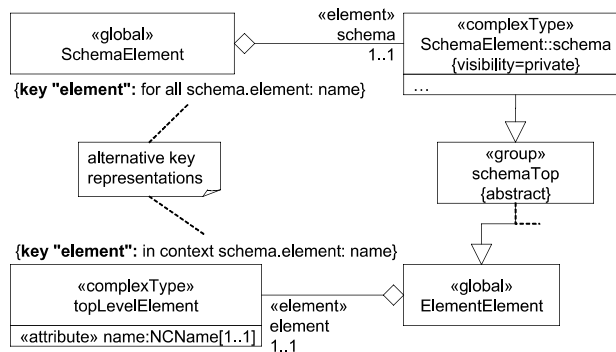 «global»
SchemaElement
«element»
schema
1..1
«complexType»
SchemaElement::schema
{visibility=private}
...
{key "element": for all schema.element: name}
alternative key
representations
«group»
schemaTop
{abstract}
{key "element": in context schema.element: name}
«complexType»
topLevelElement
«attribute» name:NCName[1..1]
«element»
element
1..1
«global»
ElementElement